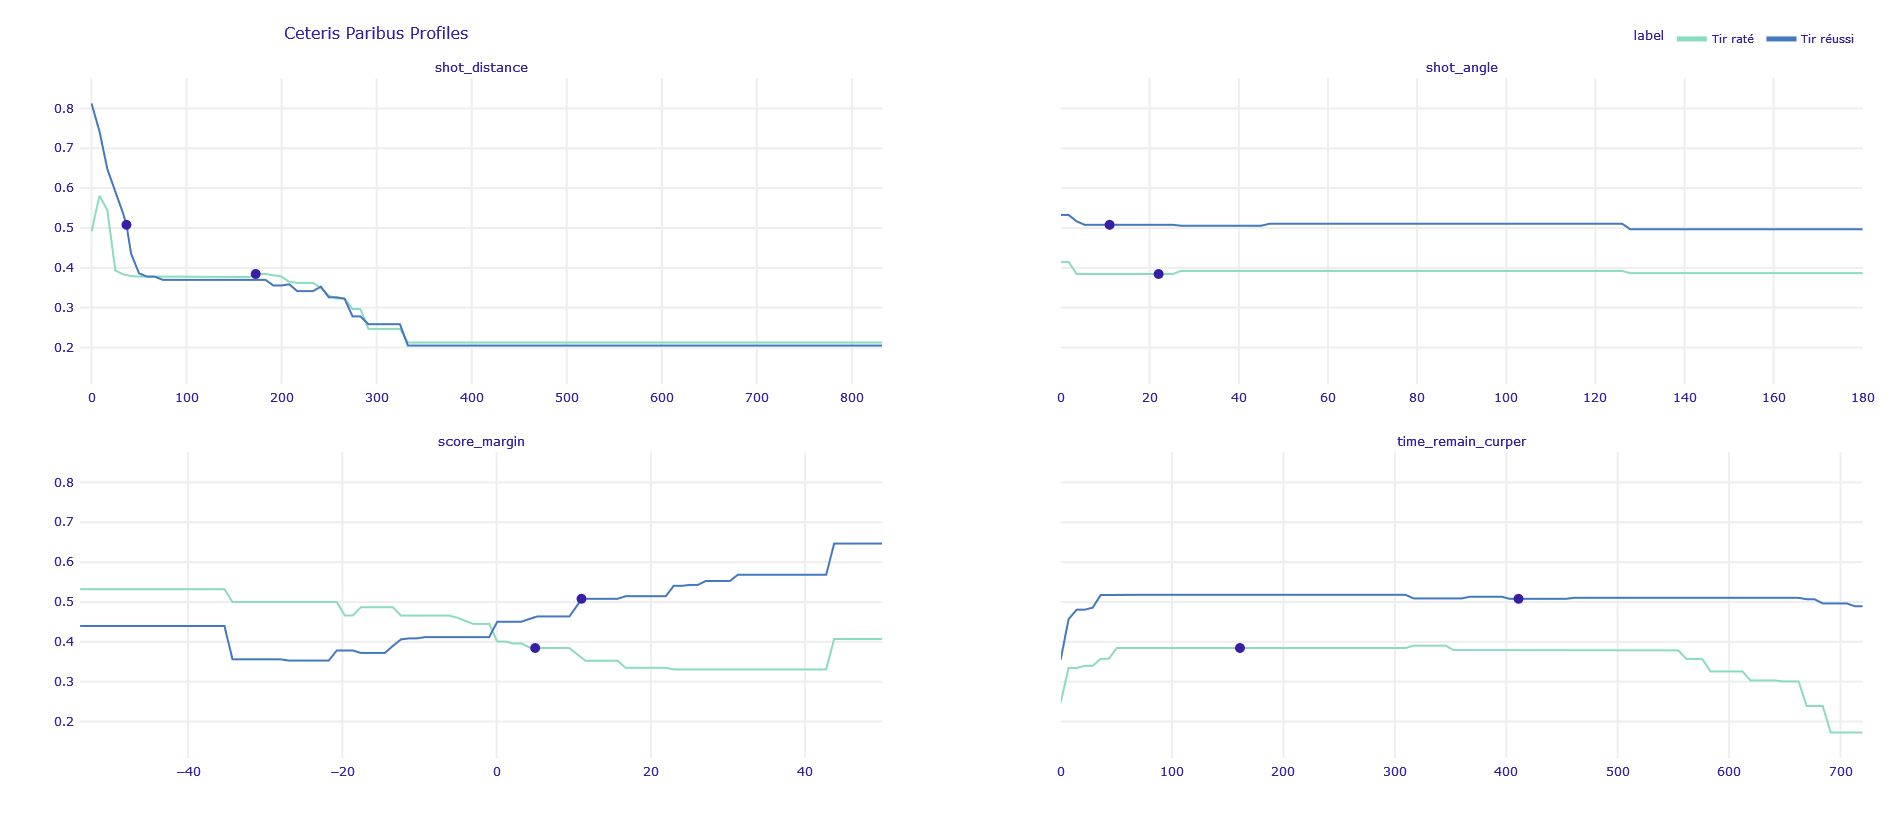 Ceteris Paribus Profiles
label Tir raté Tir réussi
shot_distance
shot_angle
0.8
0.7
0.6
0.5
0.4
0.3
0.2
0 100 200 300 400 500 600 700 800
0 20 40 60 80 100 120 140 160 180
score_margin
time_remain_curper
0.8
0.7
0.6
0.5
0.4
0.3
0.2
−40 −20 0 20 40
0 100 200 300 400 500 600 700